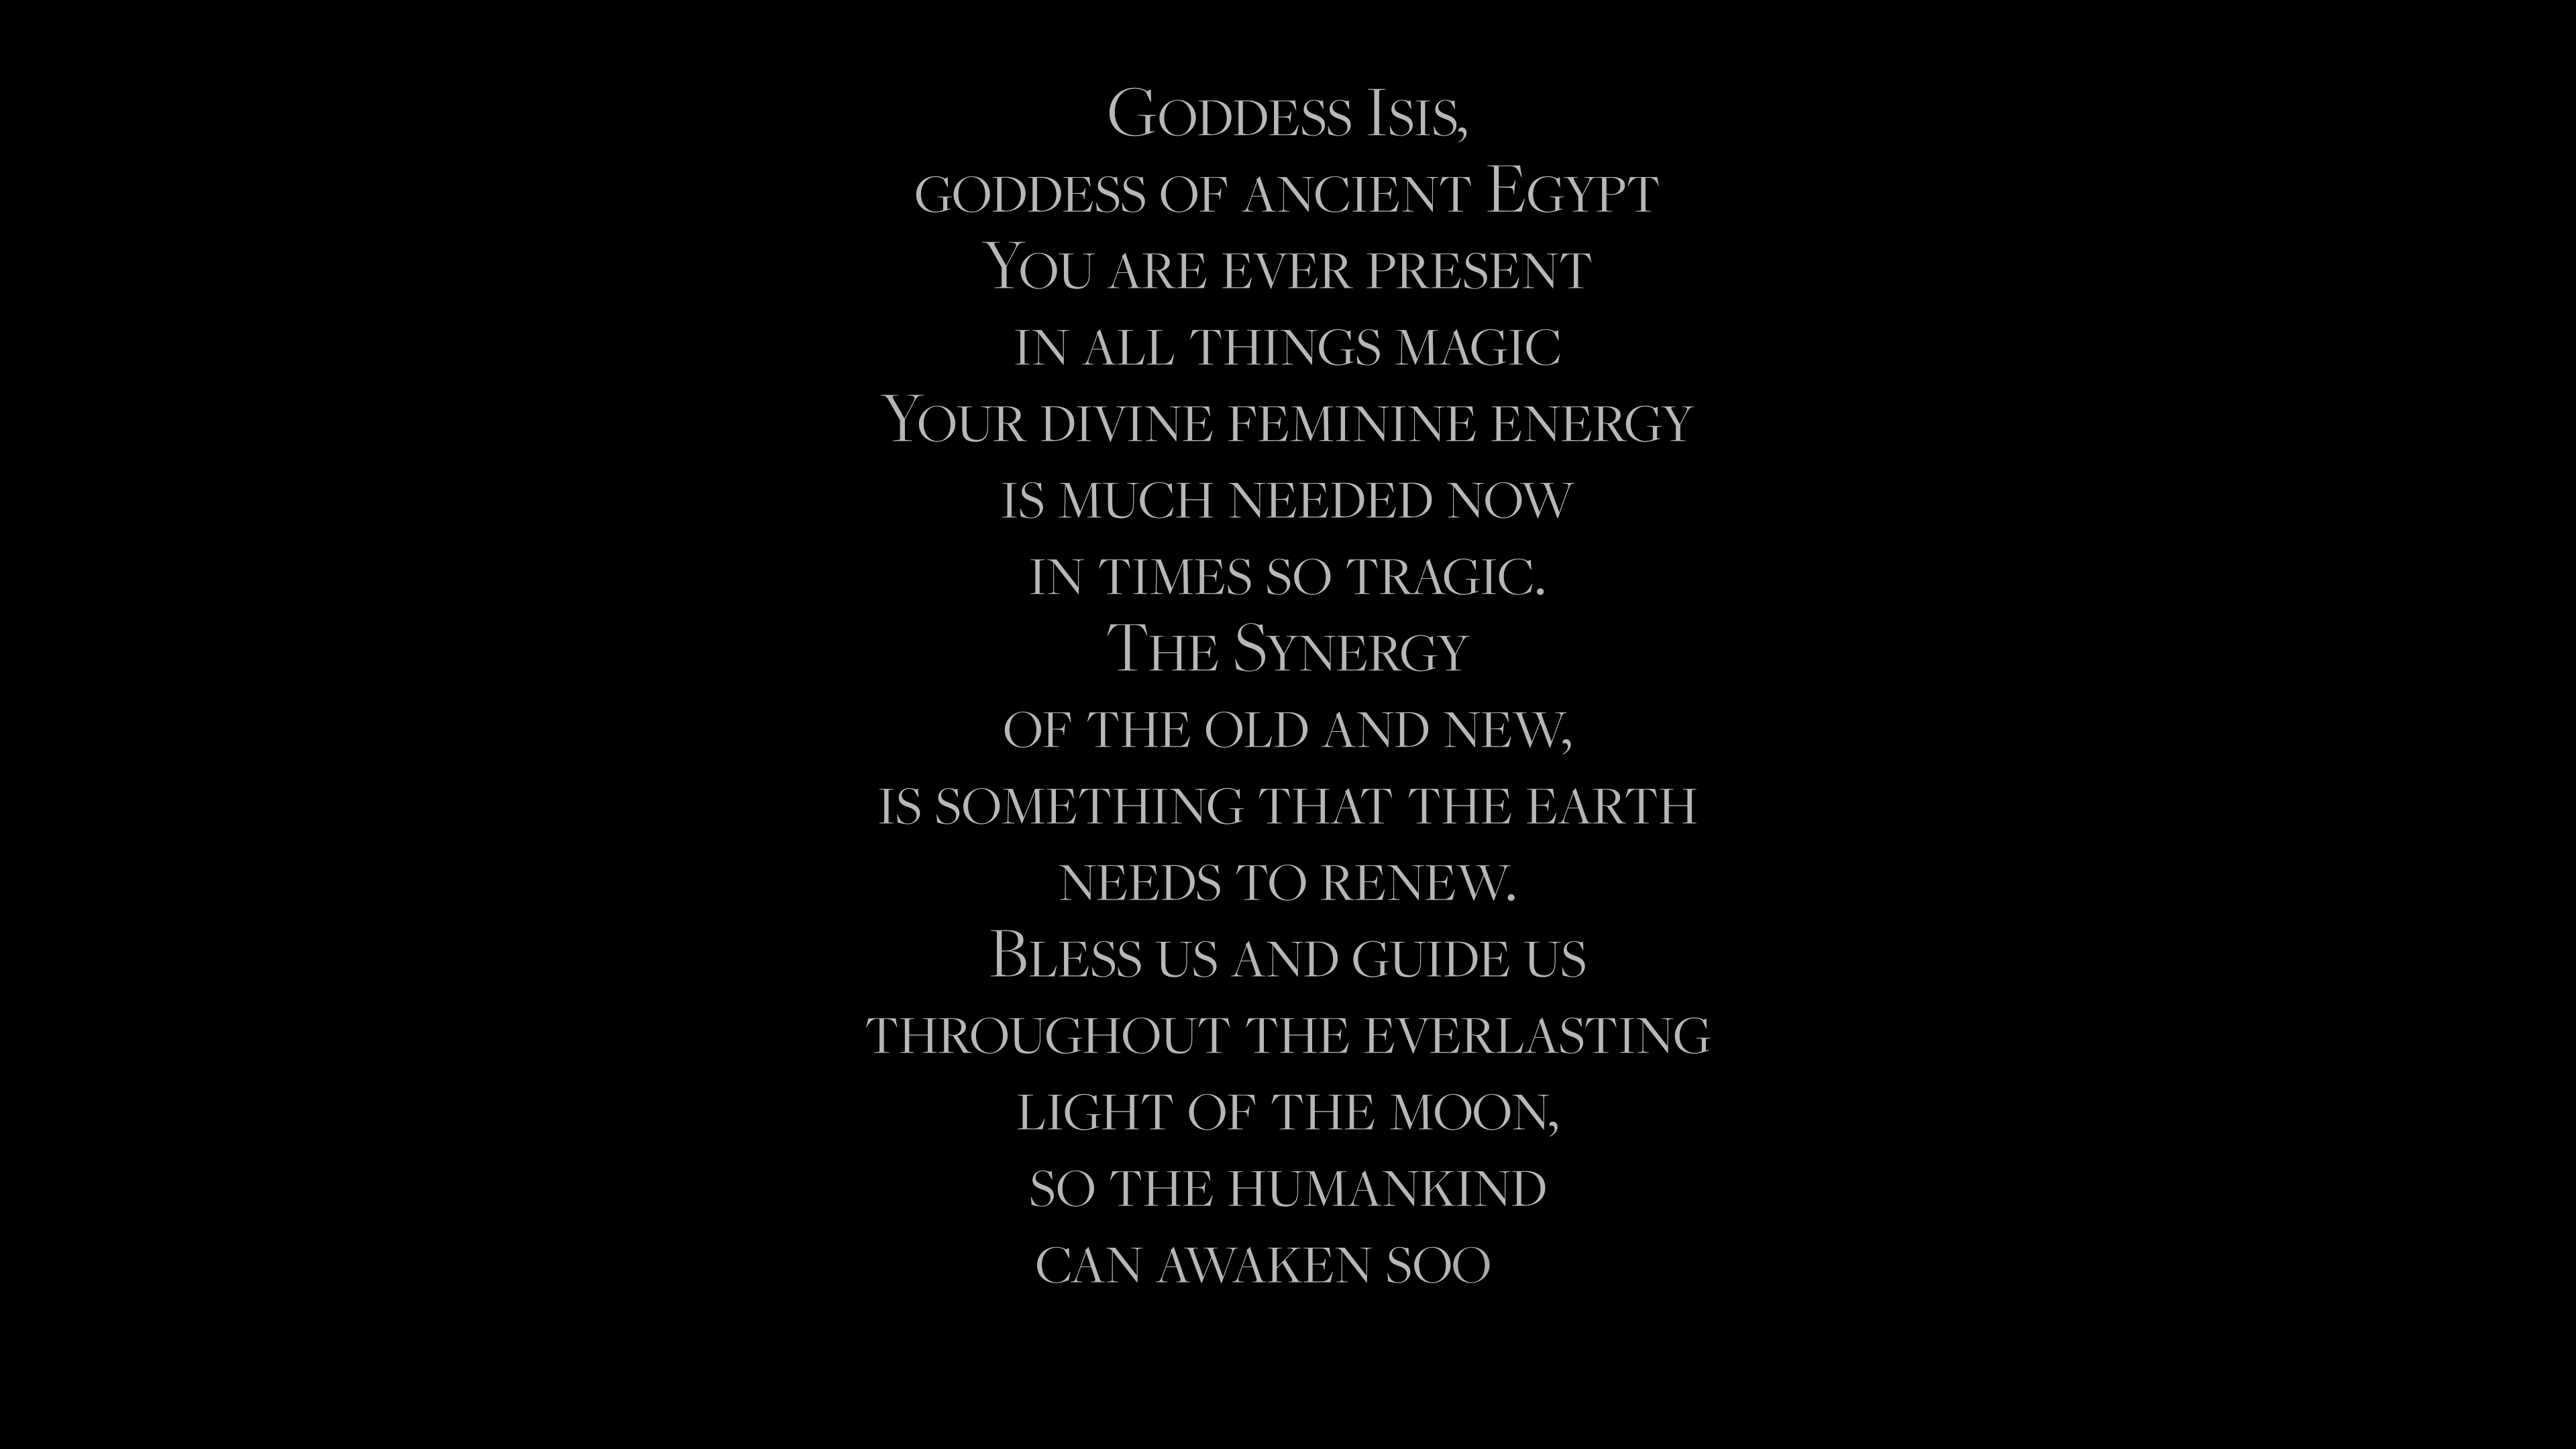 Goddess Isis,
goddess of ancient Egypt
You are ever present
in all things magic
Your divine feminine energy
is much needed now
in times so tragic.
The Synergy
of the old and new,
is something that the earth
needs to renew.
Bless us and guide us
throughout the everlasting
light of the moon,
so the humankind
can awaken soo